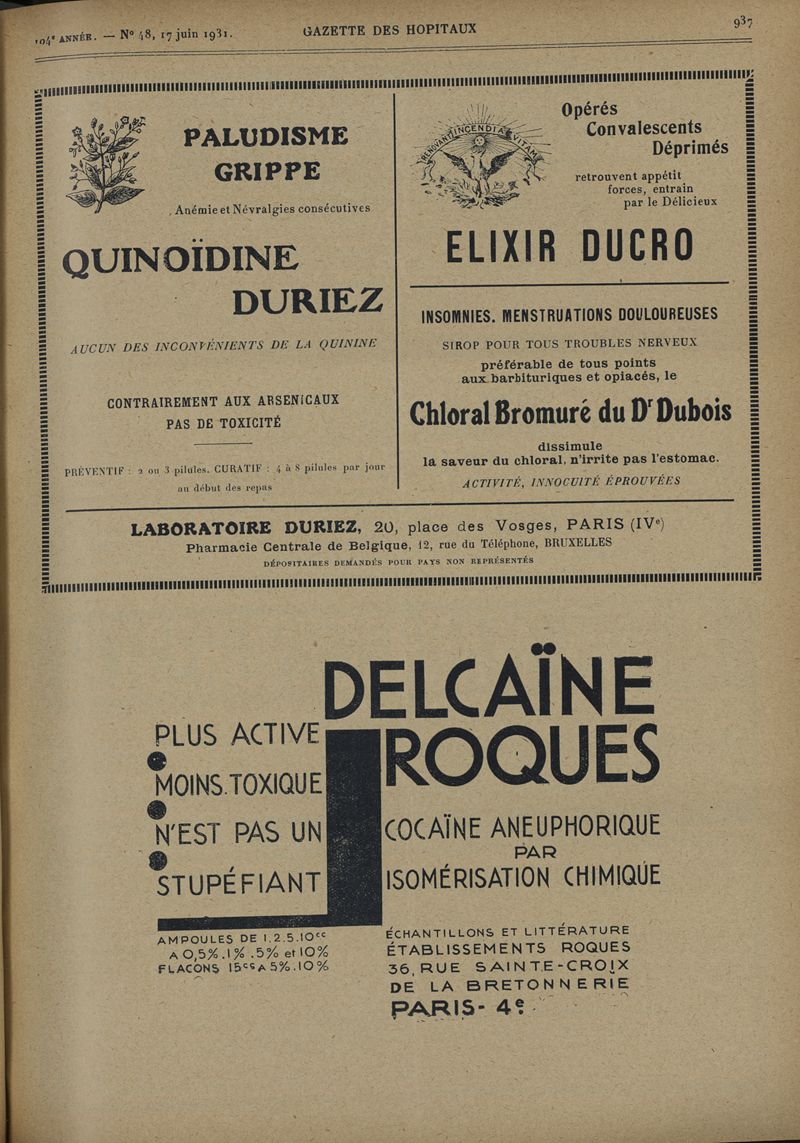 104e ANNÉE. — N° 48, 17 juin 1931.
GAZETTE DES HOPITAUX
937
PALUDISME
GRIPPE
Anémie et Névralgies consécutives
QUINOÏDINE
DURIEZ
AUCUN DES INCONVÉNIENTS DE LA QUININE
CONTRAIREMENT AUX ARSENICAUX
PAS DE TOXICITÉ
PRÉVENTIF : 2 ou 3 pilules. CURATIF : 4 à 8 pilules par jour
au début des repas
RENOVANT INCENDIA VITAM
Opérés
Convalescents
Déprimés
retrouvent appétit
forces, entrain
par le Délicieux
ELIXIR DUCRO
INSOMNIES. MENSTRUATIONS DOULOUREUSES
SIROP POUR TOUS TROUBLES NERVEUX
préférable de tous points
aux barbituriques et opiacés, le
Chloral Bromuré du Dr Dubois
dissimule
la saveur du chloral, n'irrite pas l'estomac.
ACTIVITÉ, INNOCUITÉ ÉPROUVÉES
LABORATOIRE DURIEZ, 20, place des Vosges, PARIS (IVe)
Pharmacie Centrale de Belgique, 12, rue du Téléphone, BRUXELLES
DÉPOSITAIRES DEMANDÉS POUR PAYS NON REPRÉSENTÉS
DELCAÏNE
ROQUES
PLUS ACTIVE
MOINS.TOXIQUE
N'EST PAS UN
STUPÉFIANT
COCAÏNE ANEUPHORIQUE
PAR
ISOMÉRISATION CHIMIQUE
AMPOULES DE 1.2.5.10cc
A 0,5%.1%.5% et 10%
FLACONS 15cs A 5%.10%
ÉCHANTILLONS ET LITTÉRATURE
ÉTABLISSEMENTS ROQUES
36, RUE SAINTE-CROIX
DE LA BRETONNERIE
PARIS-4e